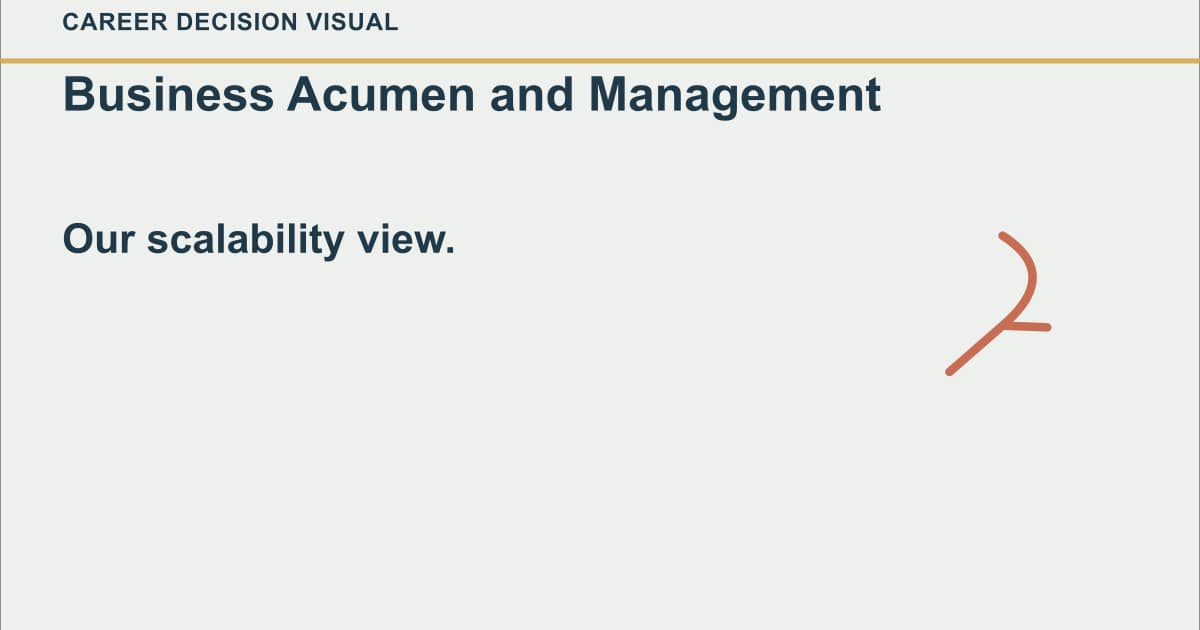 CAREER DECISION VISUAL
Business Acumen and Management
Our scalability view.